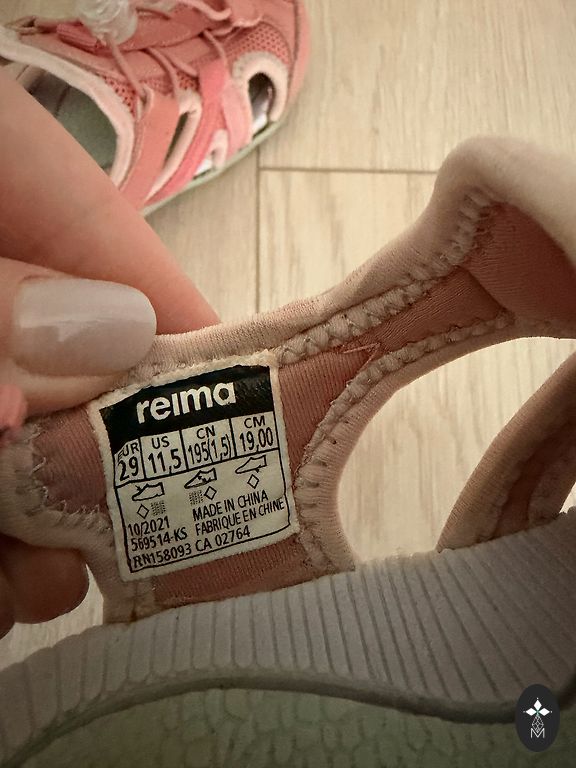 reima
EUR US CN CM
29 11,5 195(1,5) 19,00
MADE IN CHINA
10/2021 FABRIQUE EN CHINE
569514-KS
RN158093 CA 02764
M